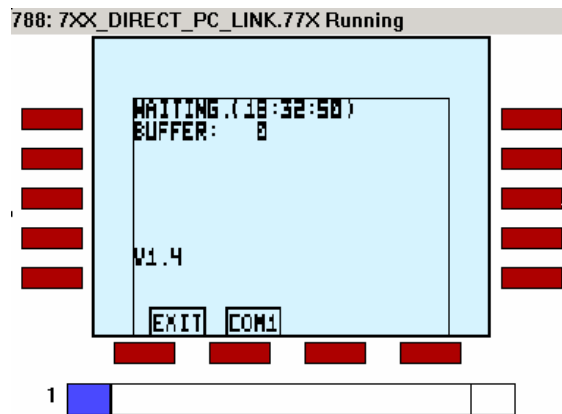 788: 7XX_DIRECT_PC_LINK.77X Running
WAITING.(18:32:50)
BUFFER: 0
V1.4
EXIT COM1
1